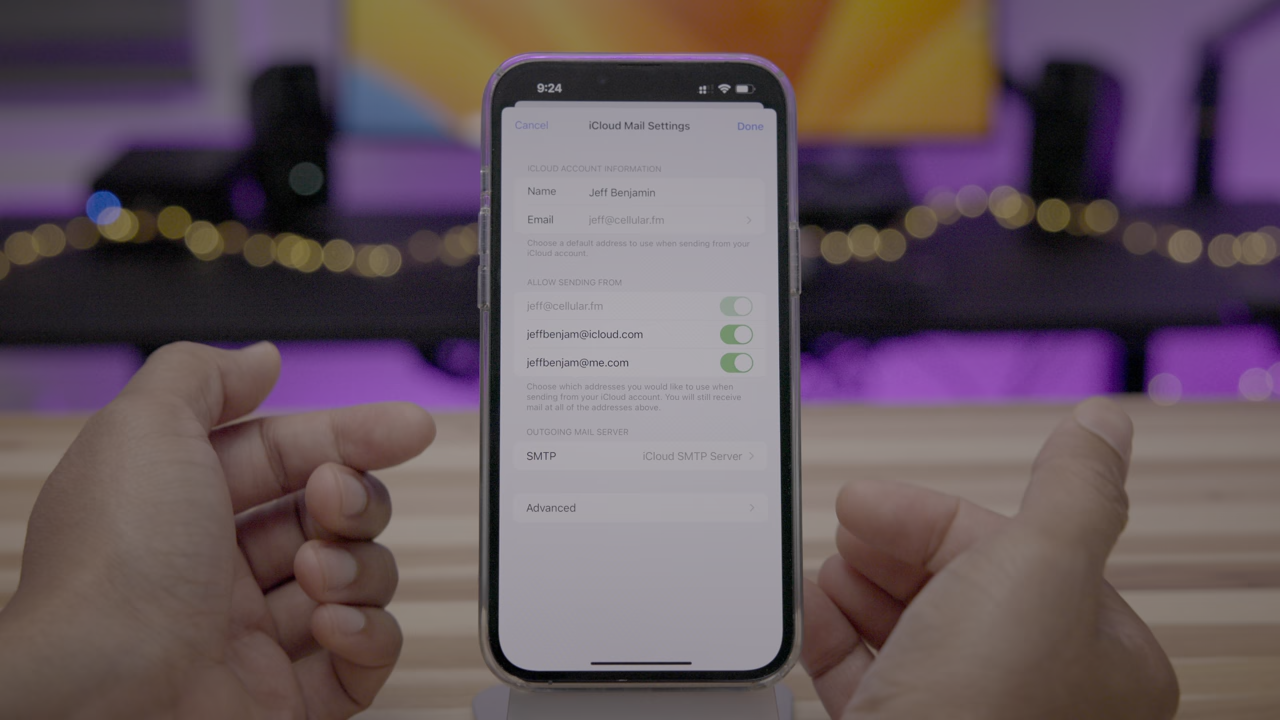 9:24
Cancel iCloud Mail Settings Done
ICLOUD ACCOUNT INFORMATION
Name Jeff Benjamin
Email jeff@cellular.fm
Choose a default address to use when sending from your
iCloud account.
ALLOW SENDING FROM
jeff@cellular.fm
jeffbenjam@icloud.com
jeffbenjam@me.com
Choose which addresses you would like to use when
sending from your iCloud account. You will still receive
mail at all of the addresses above.
OUTGOING MAIL SERVER
SMTP iCloud SMTP Server
Advanced